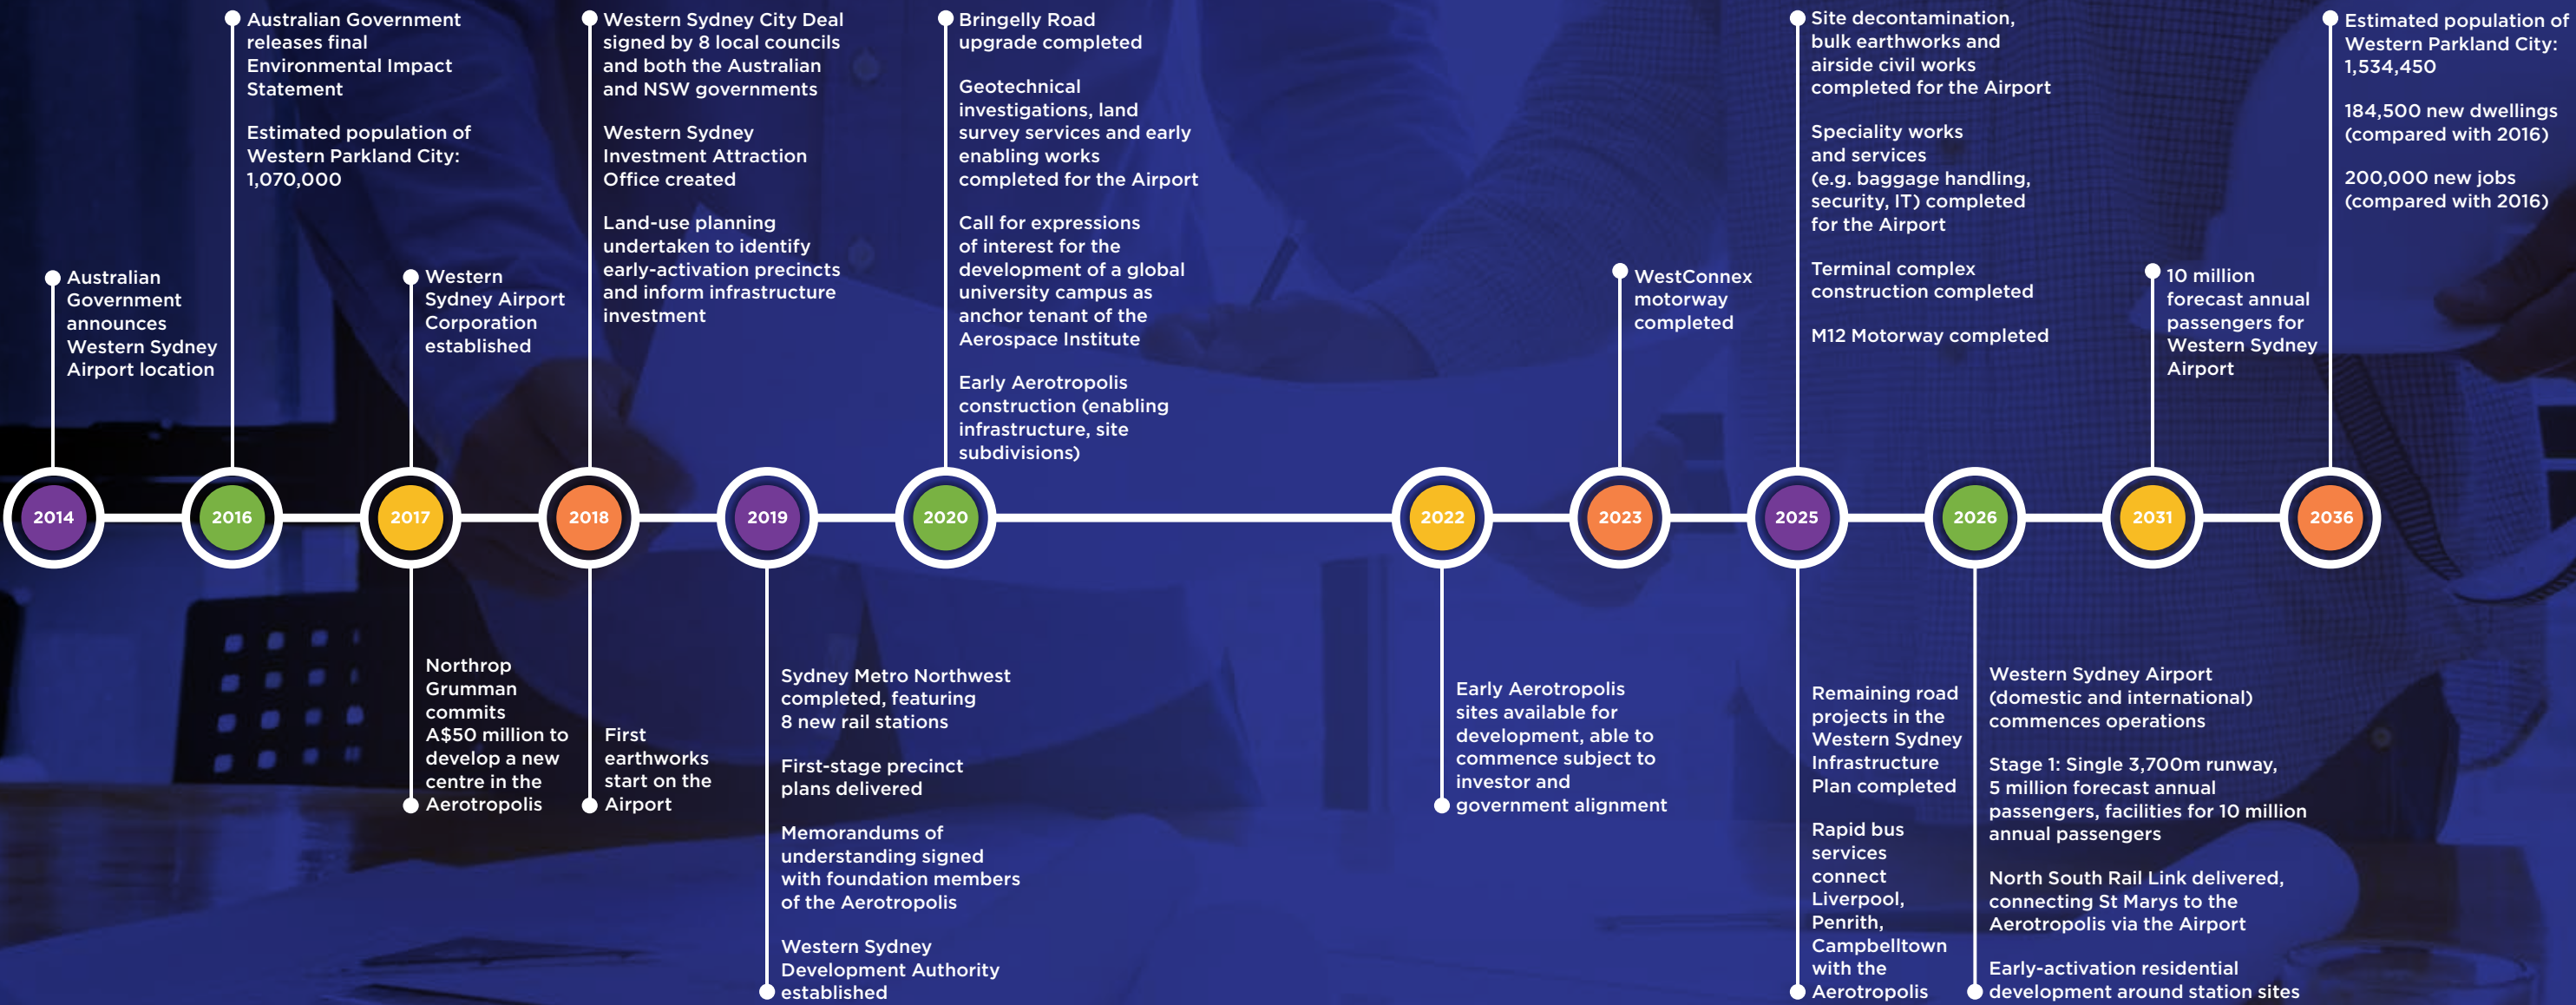 Australian Government
releases final
Environmental Impact
Statement
Estimated population of
Western Parkland City:
1,070,000
Western Sydney City Deal
signed by 8 local councils
and both the Australian
and NSW governments
Western Sydney
Investment Attraction
Office created
Land-use planning
undertaken to identify
early-activation precincts
and inform infrastructure
investment
Bringelly Road
upgrade completed
Geotechnical
investigations, land
survey services and early
enabling works
completed for the Airport
Call for expressions
of interest for the
development of a global
university campus as
anchor tenant of the
Aerospace Institute
Early Aerotropolis
construction (enabling
infrastructure, site
subdivisions)
Site decontamination,
bulk earthworks and
airside civil works
completed for the Airport
Speciality works
and services
(e.g. baggage handling,
security, IT) completed
for the Airport
Terminal complex
construction completed
M12 Motorway completed
Estimated population of
Western Parkland City:
1,534,450
184,500 new dwellings
(compared with 2016)
200,000 new jobs
(compared with 2016)
Australian
Government
announces
Western Sydney
Airport location
Western
Sydney Airport
Corporation
established
WestConnex
motorway
completed
10 million
forecast annual
passengers for
Western Sydney
Airport
2014
2016
2017
2018
2019
2020
2022
2023
2025
2026
2031
2036
Northrop
Grumman
commits
A$50 million to
develop a new
centre in the
Aerotropolis
First
earthworks
start on the
Airport
Sydney Metro Northwest
completed, featuring
8 new rail stations
First-stage precinct
plans delivered
Memorandums of
understanding signed
with foundation members
of the Aerotropolis
Western Sydney
Development Authority
established
Early Aerotropolis
sites available for
development, able to
commence subject to
investor and
government alignment
Remaining road
projects in the
Western Sydney
Infrastructure
Plan completed
Rapid bus
services
connect
Liverpool,
Penrith,
Campbelltown
with the
Aerotropolis
Western Sydney Airport
(domestic and international)
commences operations
Stage 1: Single 3,700m runway,
5 million forecast annual
passengers, facilities for 10 million
annual passengers
North South Rail Link delivered,
connecting St Marys to the
Aerotropolis via the Airport
Early-activation residential
development around station sites